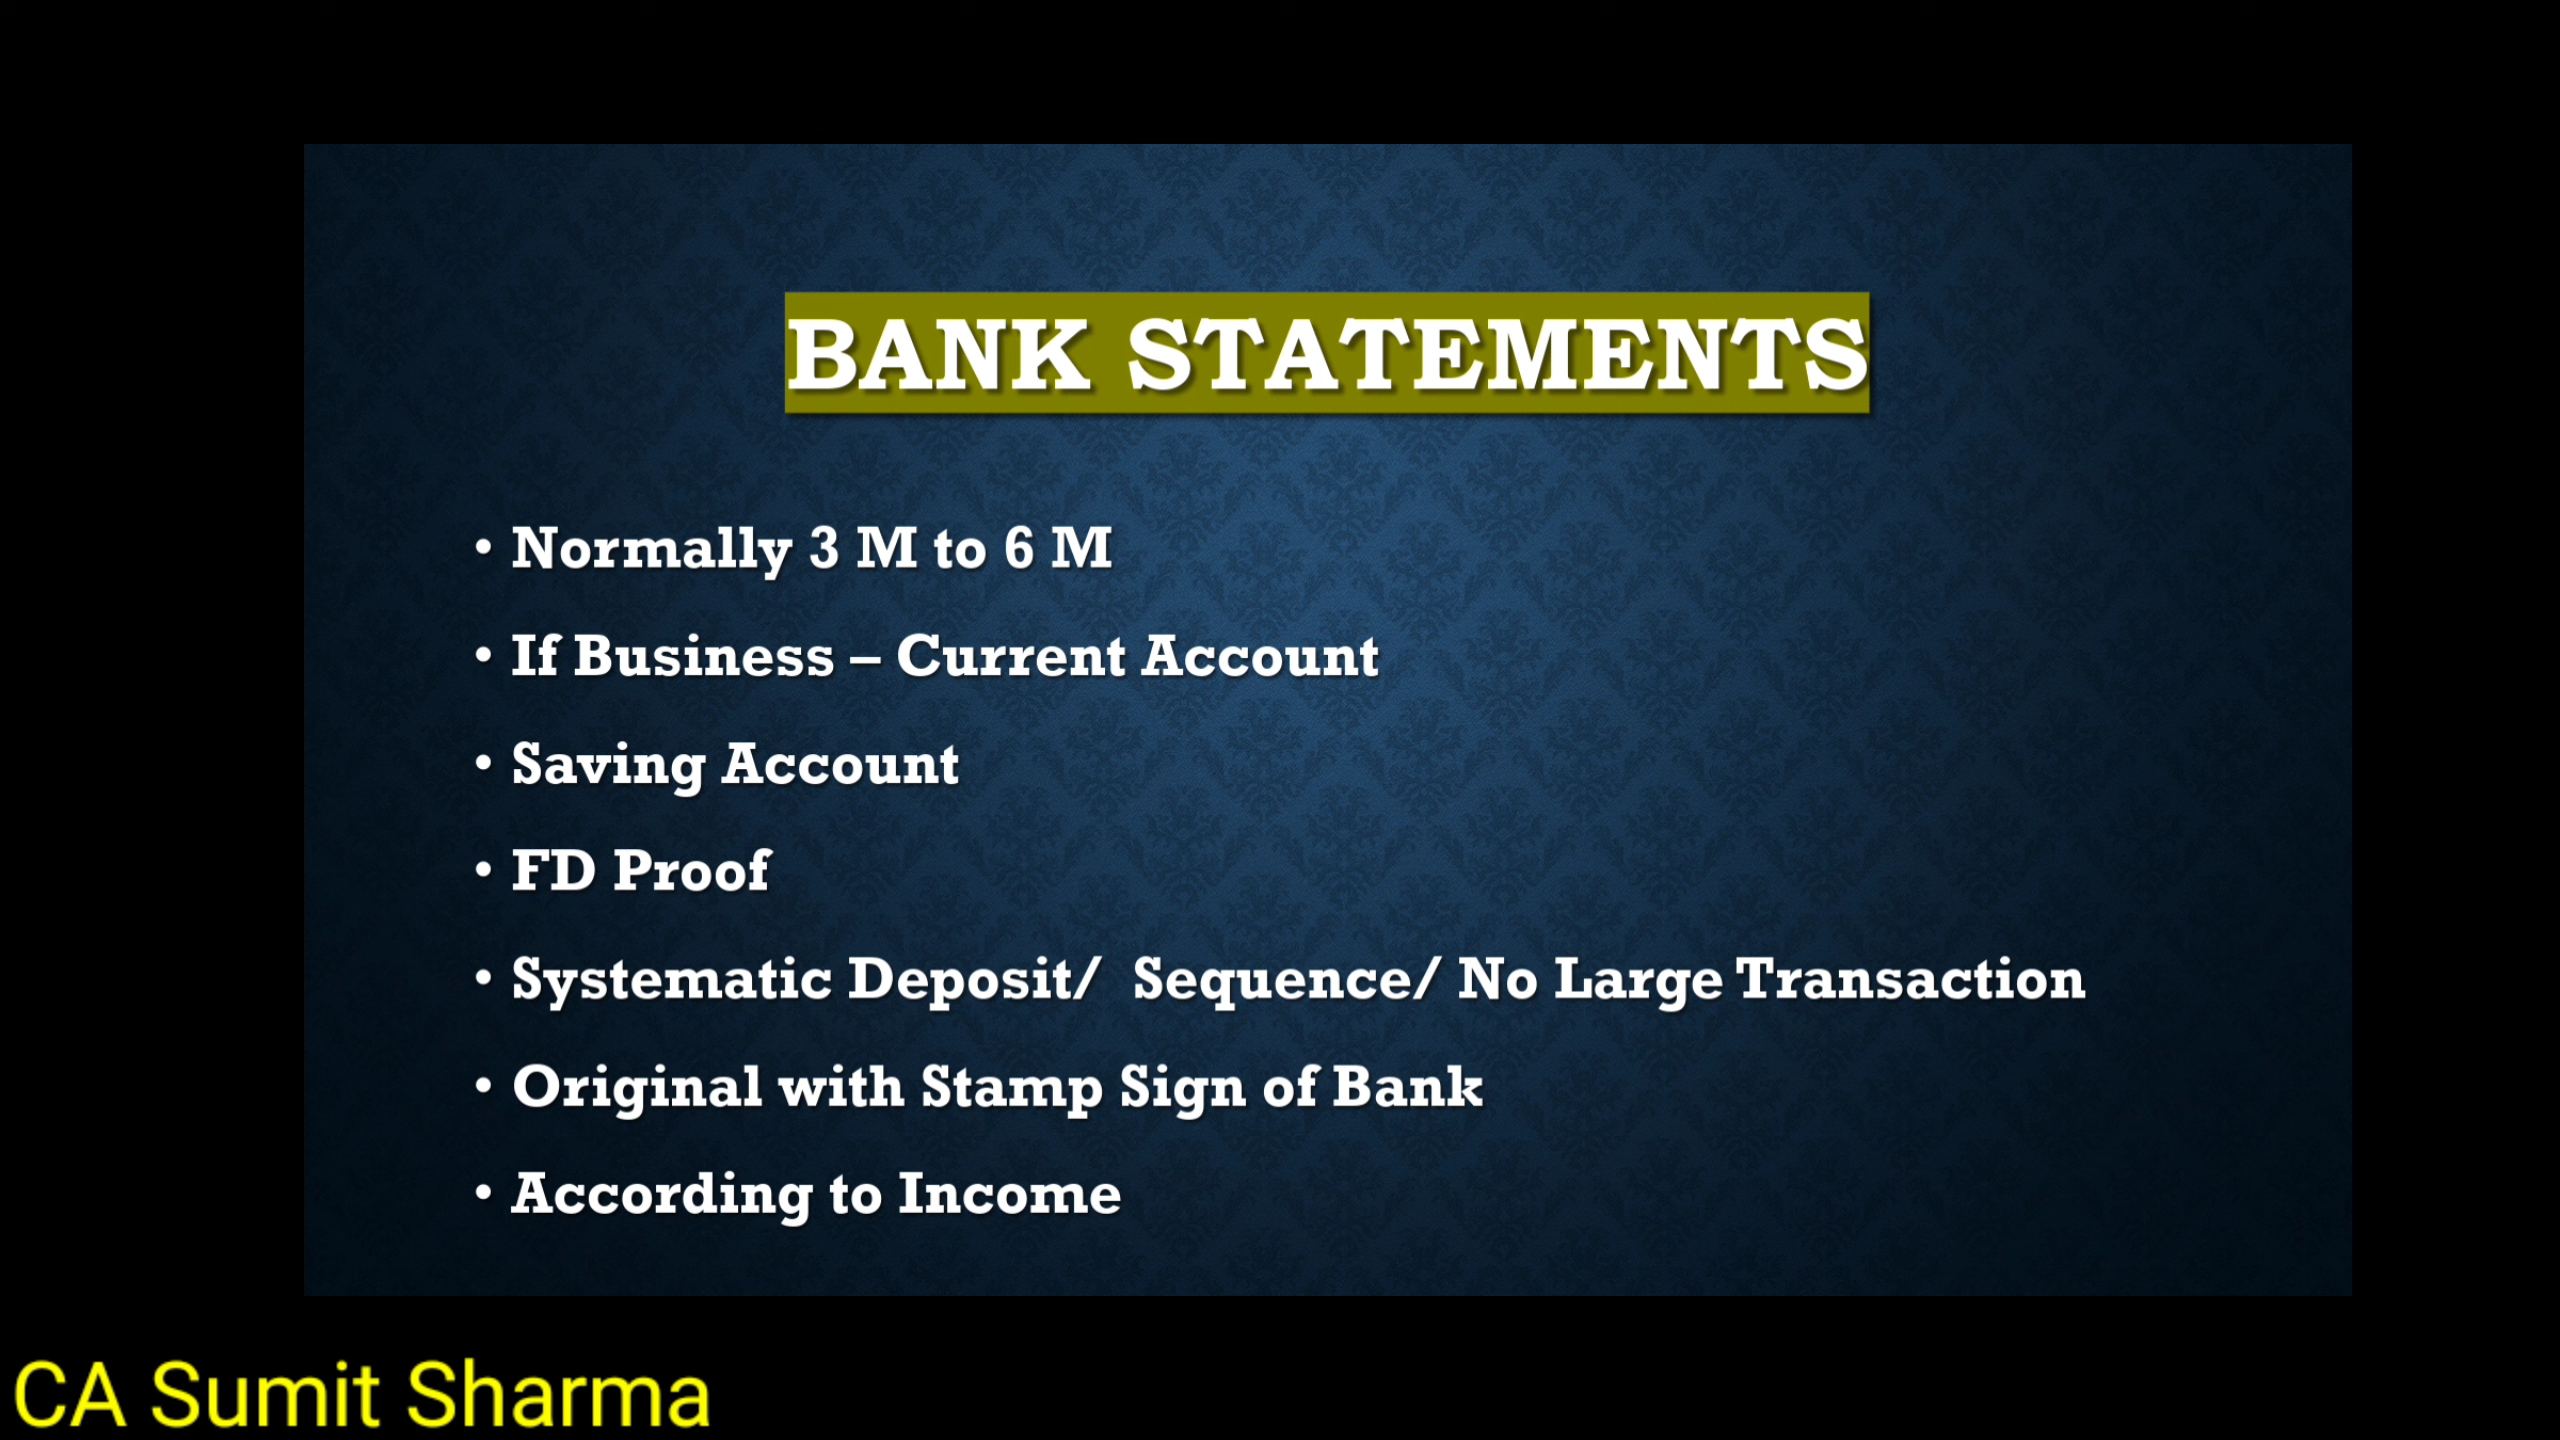 BANK STATEMENTS
• Normally 3 M to 6 M
• If Business – Current Account
• Saving Account
• FD Proof
• Systematic Deposit/ Sequence/ No Large Transaction
• Original with Stamp Sign of Bank
• According to Income
CA Sumit Sharma